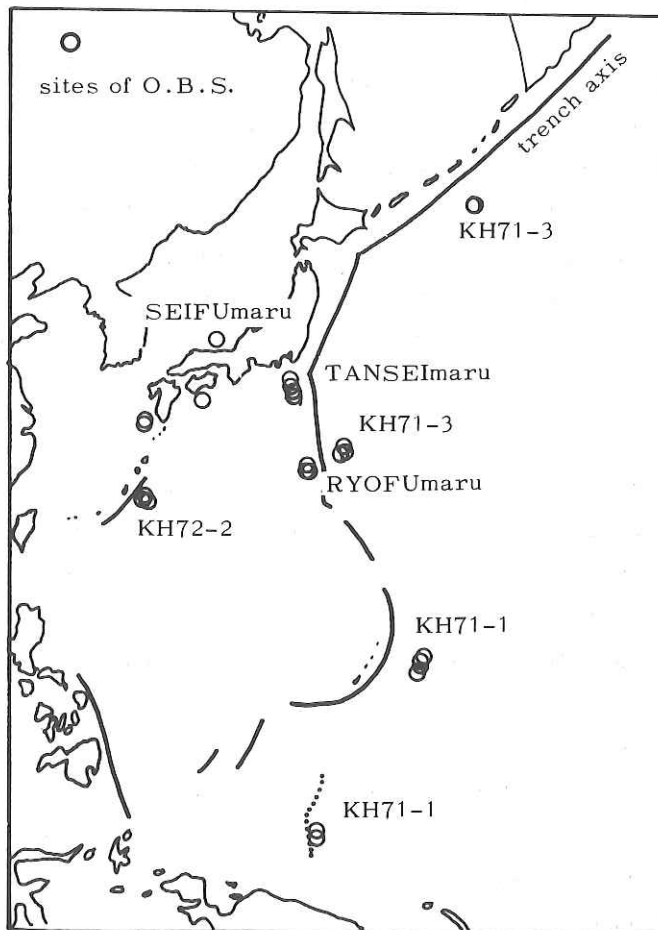 sites of O.B.S.
trench axis
KH71-3
SEIFUmaru
TANSEImaru
KH71-3
RYOFUmaru
KH72-2
KH71-1
KH71-1